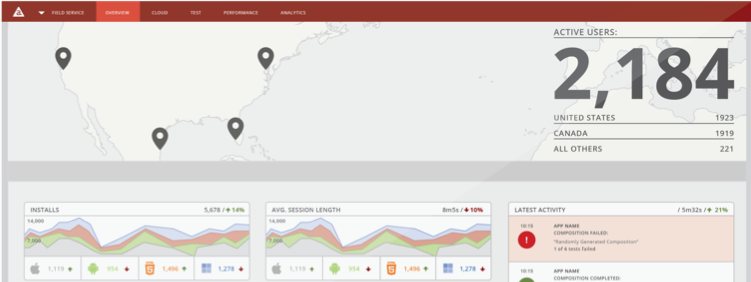 FIELD SERVICE OVERVIEW CLOUD TEST PERFORMANCE ANALYTICS
ACTIVE USERS:
2,184
UNITED STATES 1923
CANADA 1919
ALL OTHERS 221
INSTALLS 5,678 / 14%
14,000
7,000
1,119 954 1,496 1,278
AVG. SESSION LENGTH 8m5s / 10%
14,000
7,000
1,119 954 1,496 1,278
LATEST ACTIVITY / 5m32s / 21%
10:15 APP NAME
COMPOSITION FAILED:
"Randomly Generated Composition"
1 of 6 tests failed
10:15 APP NAME
COMPOSITION COMPLETED: